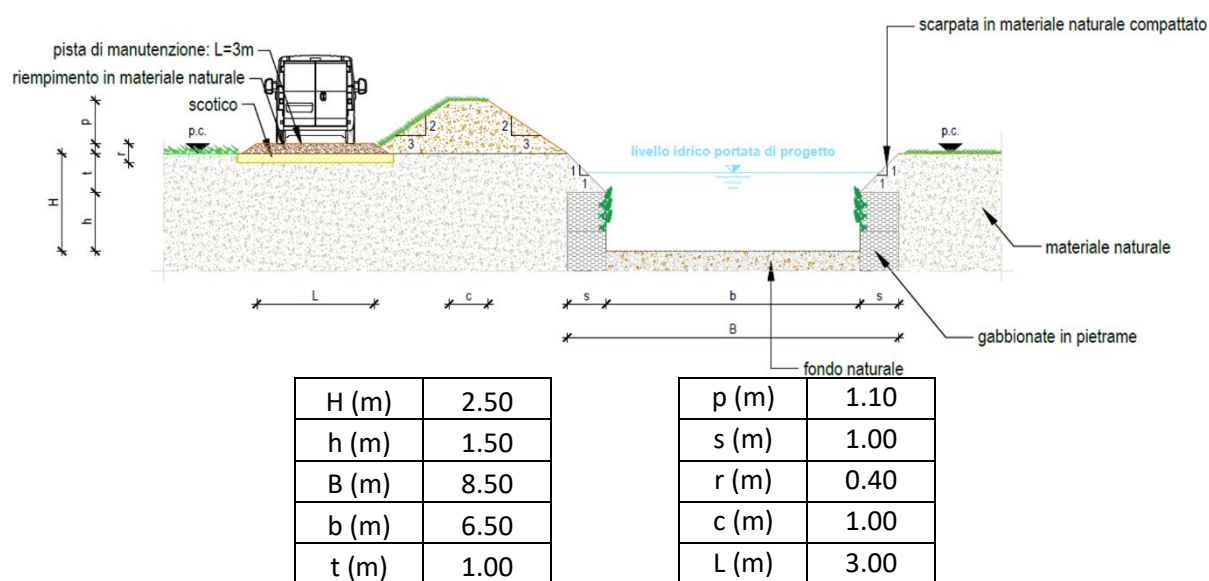 scarpata in materiale naturale compattato
pista di manutenzione: L=3m
riempimento in materiale naturale
scotico
p
2
3
2
3
p.c.
p.c.
livello idrico portata di progetto
r
t
H
h
1
1
1
1
materiale naturale
L
c
s
b
s
B
gabbionate in pietrame
fondo naturale
H (m) 2.50
h (m) 1.50
B (m) 8.50
b (m) 6.50
t (m) 1.00
p (m) 1.10
s (m) 1.00
r (m) 0.40
c (m) 1.00
L (m) 3.00